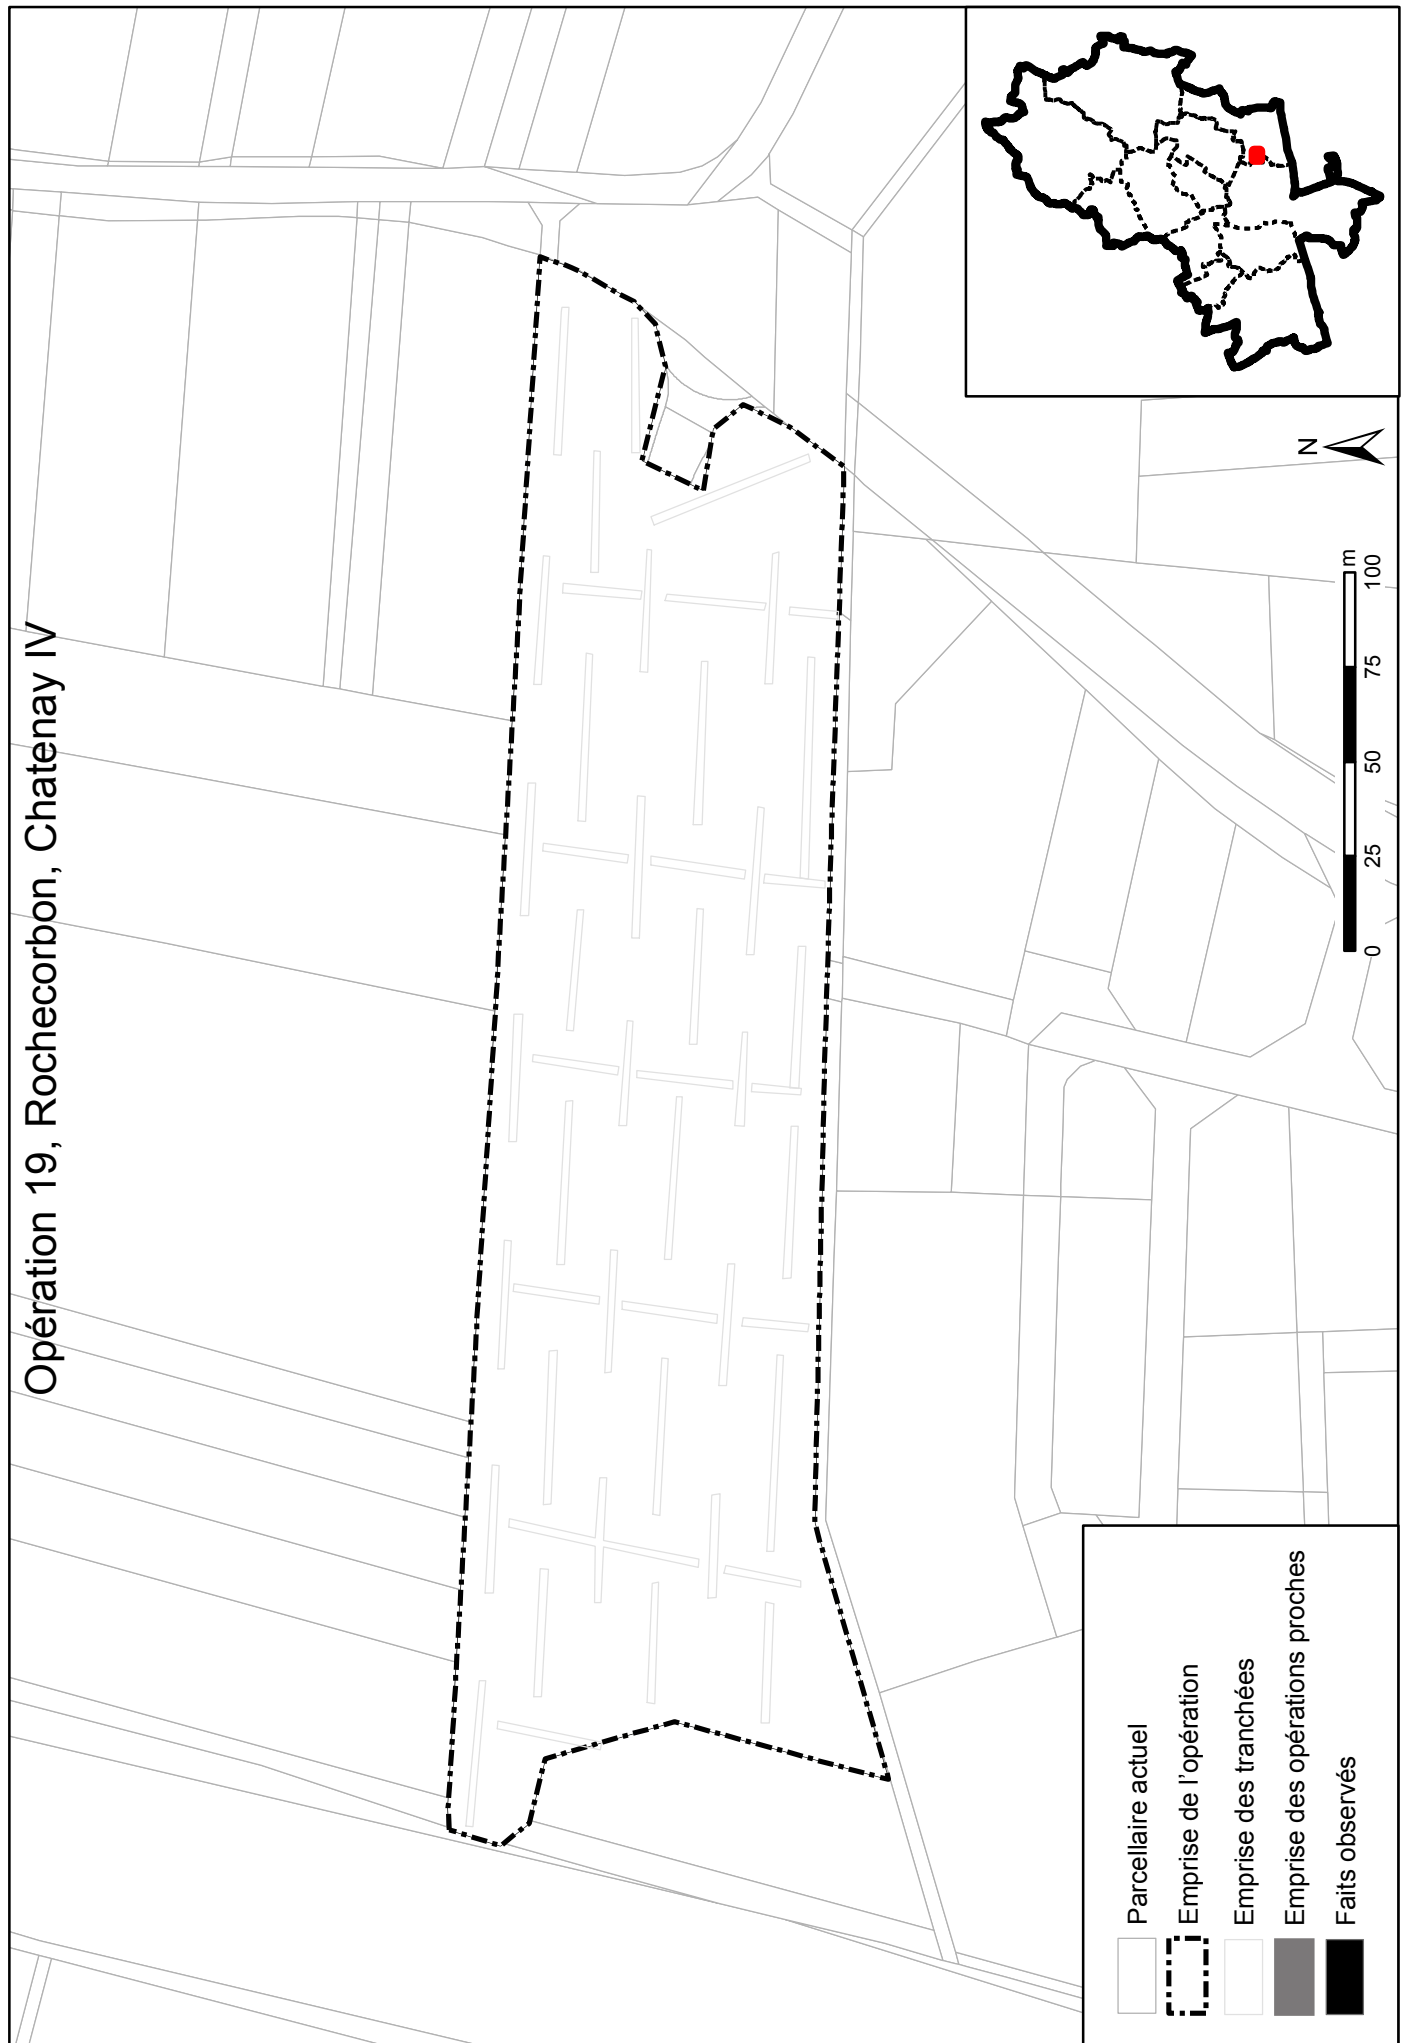 Opération 19, Rochecorbon, Chatenay IV
N
0 25 50 75 100
m
Parcellaire actuel
Emprise de l'opération
Emprise des tranchées
Emprise des opérations proches
Faits observés